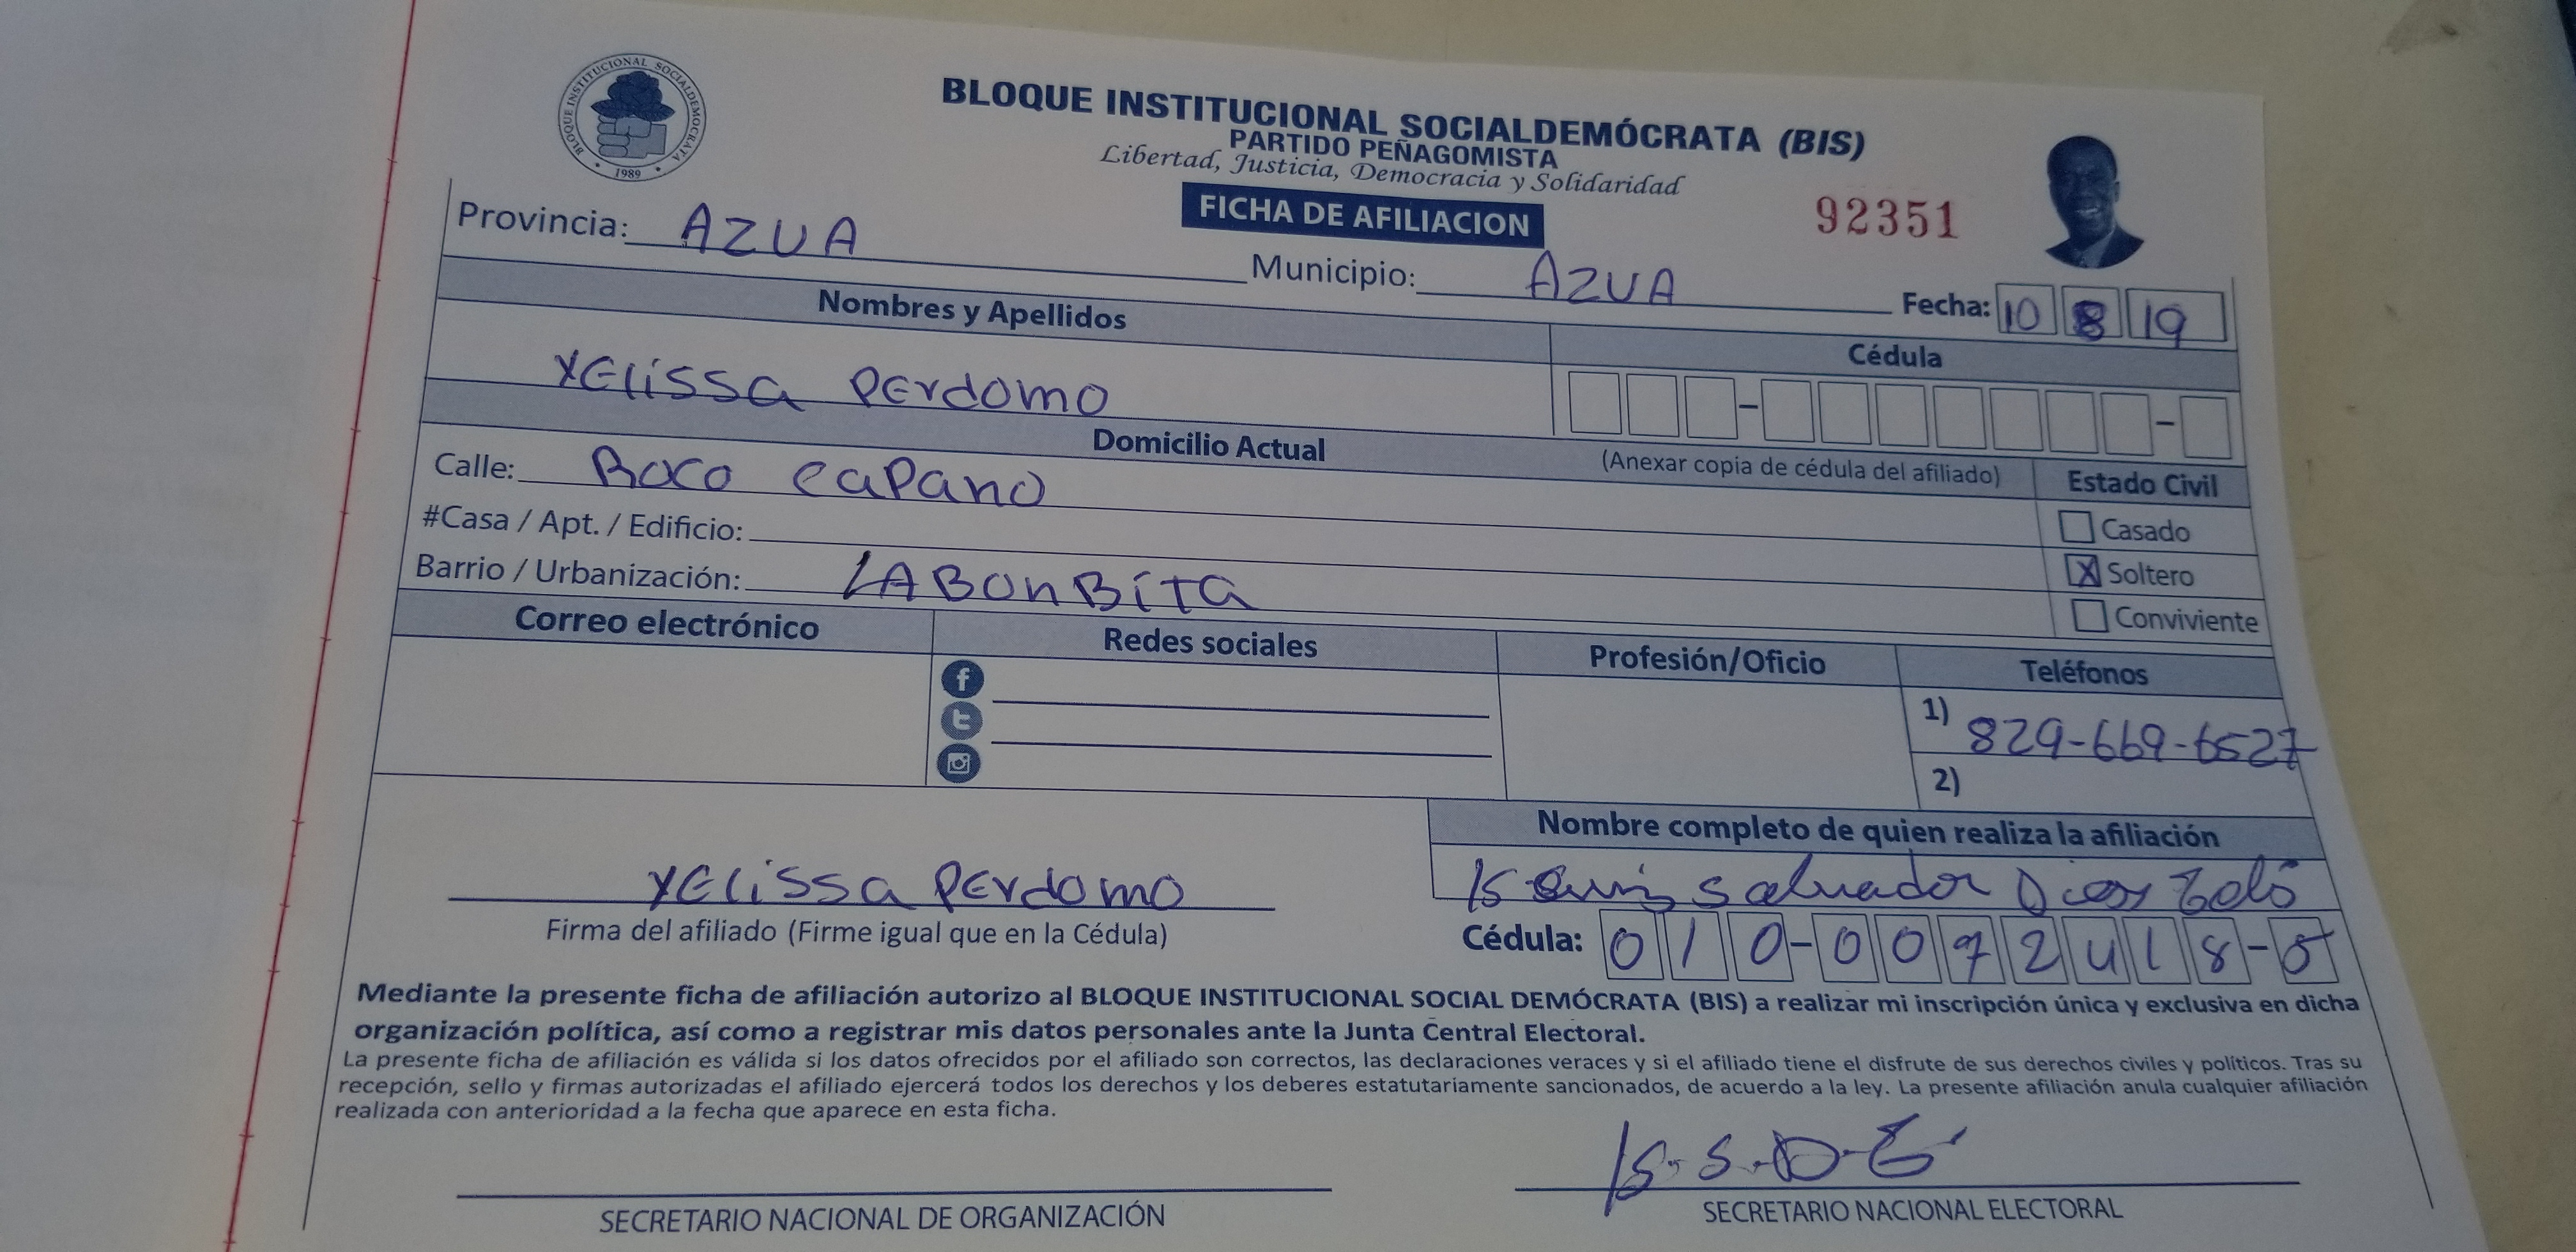 BLOQUE INSTITUCIONAL SOCIALDEMOCRATA
1989
BLOQUE INSTITUCIONAL SOCIALDEMÓCRATA (BIS)
PARTIDO PEÑAGOMISTA
Libertad, Justicia, Democracia y Solidaridad
FICHA DE AFILIACION
92351
Provincia: AZUA
Municipio: AZUA
Fecha: 10 8 19
Nombres y Apellidos
Cédula
YELissa PERdomo
Domicilio Actual
(Anexar copia de cédula del afiliado)
Estado Civil
Calle: ROCO CaPano
Casado
#Casa / Apt. / Edificio:
X Soltero
Barrio / Urbanización: LABOnBiTa
Conviviente
Correo electrónico
Redes sociales
Profesión/Oficio
Teléfonos
1) 829-669-6527
2)
Nombre completo de quien realiza la afiliación
YELissa PERdomo
Salvador
Firma del afiliado (Firme igual que en la Cédula)
Cédula: 010-0072418-5
Mediante la presente ficha de afiliación autorizo al BLOQUE INSTITUCIONAL SOCIAL DEMÓCRATA (BIS) a realizar mi inscripción única y exclusiva en dicha
organización política, así como a registrar mis datos personales ante la Junta Central Electoral.
La presente ficha de afiliación es válida si los datos ofrecidos por el afiliado son correctos, las declaraciones veraces y si el afiliado tiene el disfrute de sus derechos civiles y políticos. Tras su
recepción, sello y firmas autorizadas el afiliado ejercerá todos los derechos y los deberes estatutariamente sancionados, de acuerdo a la ley. La presente afiliación anula cualquier afiliación
realizada con anterioridad a la fecha que aparece en esta ficha.
SECRETARIO NACIONAL DE ORGANIZACIÓN
SECRETARIO NACIONAL ELECTORAL